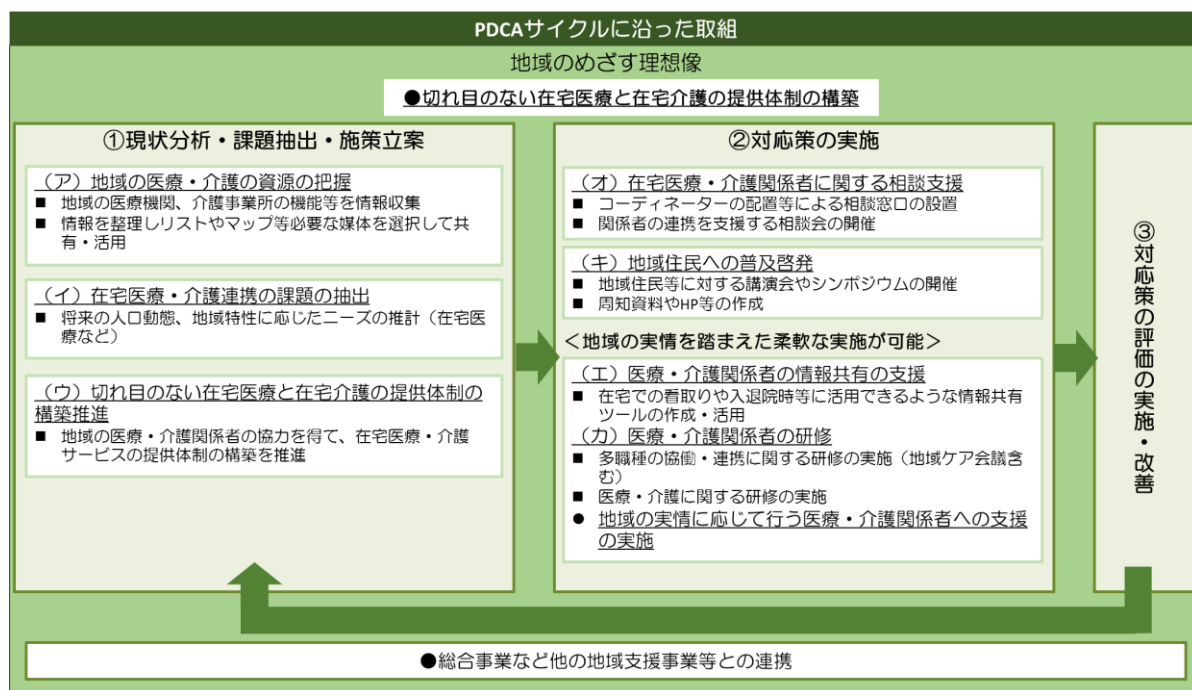 PDCAサイクルに沿った取組
地域のめざす理想像
●切れ目のない在宅医療と在宅介護の提供体制の構築
①現状分析・課題抽出・施策立案
（ア）地域の医療・介護の資源の把握
■ 地域の医療機関、介護事業所の機能等を情報収集
■ 情報を整理しリストやマップ等必要な媒体を選択して共
有・活用
（イ）在宅医療・介護連携の課題の抽出
■ 将来の人口動態、地域特性に応じたニーズの推計（在宅医
療など）
（ウ）切れ目のない在宅医療と在宅介護の提供体制の
構築推進
■ 地域の医療・介護関係者の協力を得て、在宅医療・介護
サービスの提供体制の構築を推進
②対応策の実施
（オ）在宅医療・介護関係者に関する相談支援
■ コーディネーターの配置等による相談窓口の設置
■ 関係者の連携を支援する相談会の開催
（キ）地域住民への普及啓発
■ 地域住民等に対する講演会やシンポジウムの開催
■ 周知資料やHP等の作成
＜地域の実情を踏まえた柔軟な実施が可能＞
（エ）医療・介護関係者の情報共有の支援
■ 在宅での看取りや入退院時等に活用できるような情報共有
ツールの作成・活用
（カ）医療・介護関係者の研修
■ 多職種の協働・連携に関する研修の実施（地域ケア会議含
む）
■ 医療・介護に関する研修の実施
● 地域の実情に応じて行う医療・介護関係者への支援
の実施
③対応策の評価の実施・改善
●総合事業など他の地域支援事業等との連携